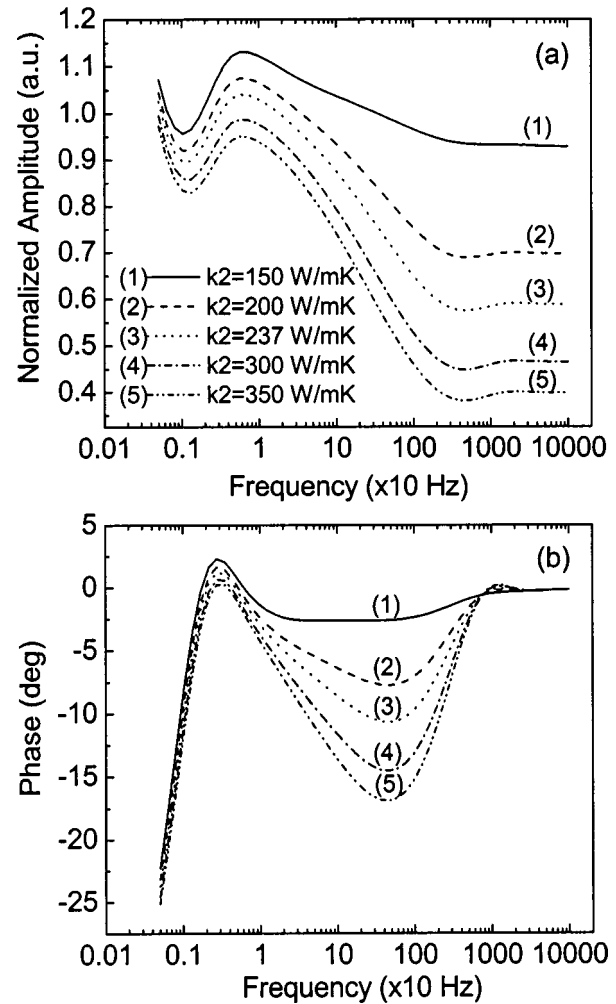 (a)
Normalized Amplitude (a.u.)
1.2
1.1
1.0
0.9
0.8
0.7
0.6
0.5
0.4
(1)
(2)
(3)
(4)
(5)
(1) k2=150 W/mK
(2) k2=200 W/mK
(3) k2=237 W/mK
(4) k2=300 W/mK
(5) k2=350 W/mK
0.01 0.1 1 10 100 1000 10000
Frequency (x10 Hz)
(b)
Phase (deg)
5
0
-5
-10
-15
-20
-25
(1)
(2)
(3)
(4)
(5)
0.01 0.1 1 10 100 1000 10000
Frequency (x10 Hz)